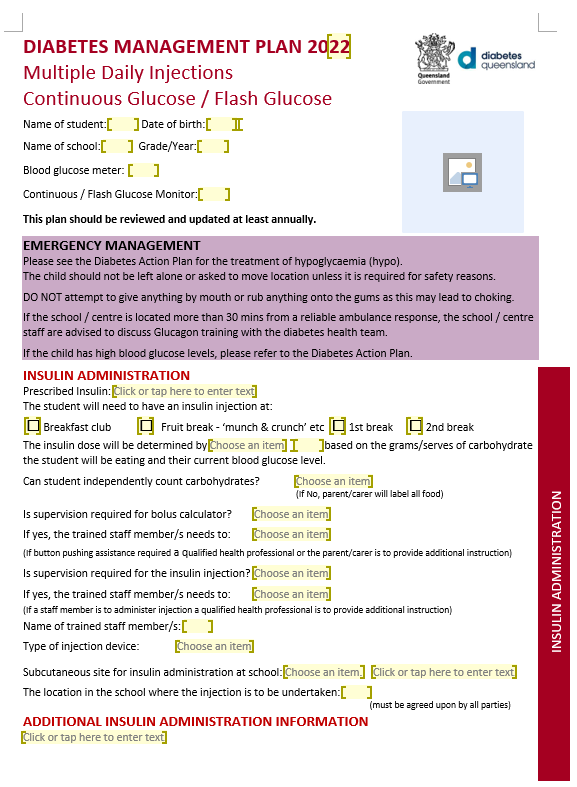 DIABETES MANAGEMENT PLAN 2022
Multiple Daily Injections
Continuous Glucose / Flash Glucose
Queensland
Government
diabetes
queensland
Name of student: Date of birth:
Name of school: Grade/Year:
Blood glucose meter:
Continuous / Flash Glucose Monitor:
This plan should be reviewed and updated at least annually.
EMERGENCY MANAGEMENT
Please see the Diabetes Action Plan for the treatment of hypoglycaemia (hypo).
The child should not be left alone or asked to move location unless it is required for safety reasons.
DO NOT attempt to give anything by mouth or rub anything onto the gums as this may lead to choking.
If the school / centre is located more than 30 mins from a reliable ambulance response, the school / centre
staff are advised to discuss Glucagon training with the diabetes health team.
If the child has high blood glucose levels, please refer to the Diabetes Action Plan.
INSULIN ADMINISTRATION
Prescribed Insulin: Click or tap here to enter text
The student will need to have an insulin injection at:
Breakfast club Fruit break - ‘munch & crunch’ etc 1st break 2nd break
The insulin dose will be determined by Choose an item based on the grams/serves of carbohydrate
the student will be eating and their current blood glucose level.
Can student independently count carbohydrates? Choose an item
(If No, parent/carer will label all food)
Is supervision required for bolus calculator? Choose an item
If yes, the trained staff member/s needs to: Choose an item
(If button pushing assistance required a Qualified health professional or the parent/carer is to provide additional instruction)
Is supervision required for the insulin injection? Choose an item
If yes, the trained staff member/s needs to: Choose an item
(If a staff member is to administer injection a qualified health professional is to provide additional instruction)
Name of trained staff member/s:
Type of injection device: Choose an item
Subcutaneous site for insulin administration at school: Choose an item. Click or tap here to enter text
The location in the school where the injection is to be undertaken:
(must be agreed upon by all parties)
ADDITIONAL INSULIN ADMINISTRATION INFORMATION
Click or tap here to enter text
INSULIN ADMINISTRATION